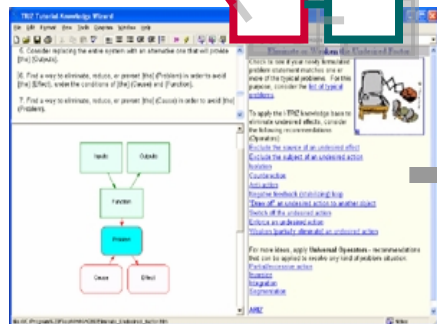 TRIZ Tutorial Knowledge Wizard
File Edit
Tools Diagram Window Help
6. Consider replacing the entire system with an alternative one that will provide
[the] (Outputs).
6. Find a way to eliminate, reduce, or prevent [the] (Problem) in order to avoid
[the] (Effect), under the conditions of [the] (Cause) and (Function).
7. Find a way to eliminate, reduce, or prevent [the] (Cause) in order to avoid [the]
(Problem).
Inputs
Outputs
Function
Problem
Cause
Effect
Check to see if your newly formulated
problem statement matches one or
more of the typical problems. For this
purpose, consider the list of typical
problems.
To apply the I-TRIZ knowledge base to
eliminate undesired effects, consider
the following recommendations
(Operators):
Exclude the source of an undesired effect
Exclude the subject of an undesired action
Isolation
Counteraction
Anti-action
Negative feedback (stabilizing) loop
"Draw off" an undesired action to another object
Switch off the undesired action
Enforce an undesired action
Weaken (partially eliminate) an undesired action
For more ideas, apply Universal Operators - recommendations
that can be applied to resolve any kind of problem situation:
Partial/excessive action
Inversion
Integration
Segmentation
ARIZ